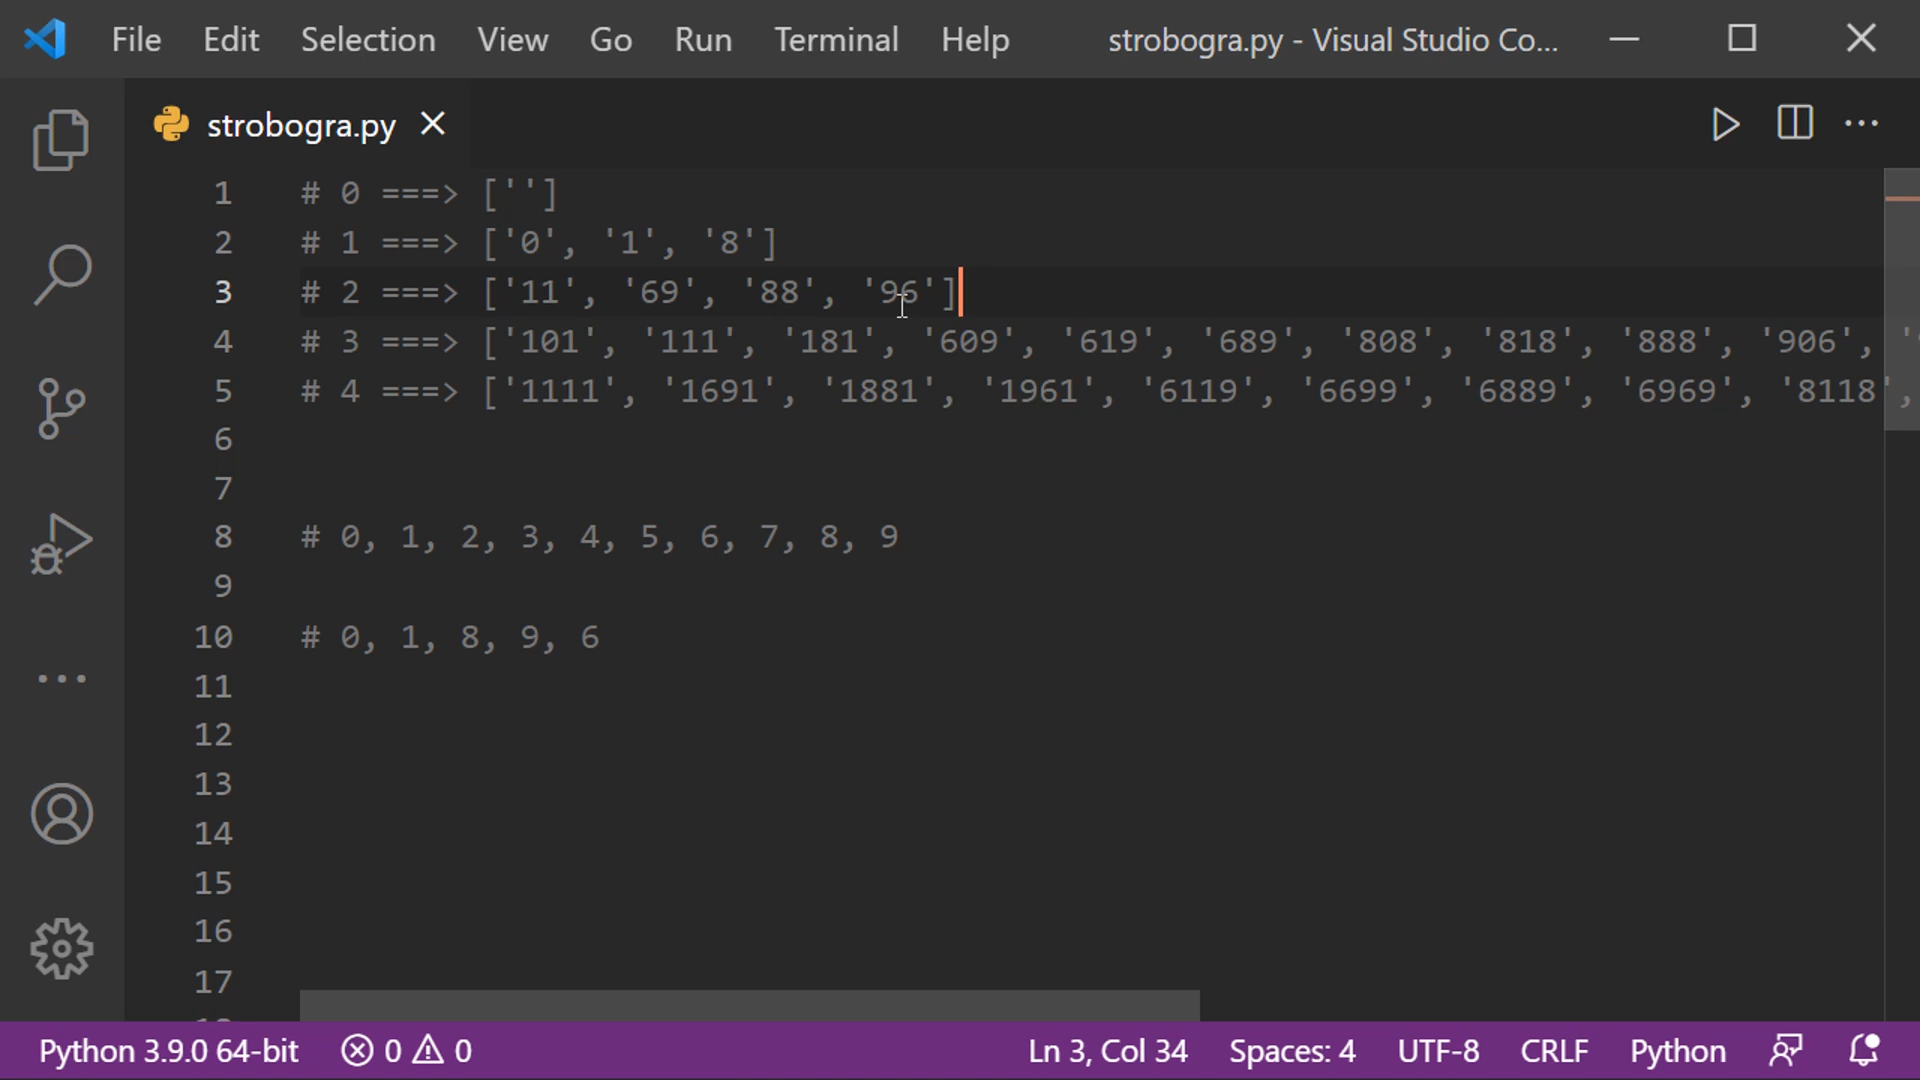 File Edit Selection View Go Run Terminal Help strobogra.py - Visual Studio Co...
strobogra.py
1 # 0 ===> ['']
2 # 1 ===> ['0', '1', '8']
3 # 2 ===> ['11', '69', '88', '96']
4 # 3 ===> ['101', '111', '181', '609', '619', '689', '808', '818', '888', '906', '
5 # 4 ===> ['1111', '1691', '1881', '1961', '6119', '6699', '6889', '6969', '8118',
6
7
8 # 0, 1, 2, 3, 4, 5, 6, 7, 8, 9
9
10 # 0, 1, 8, 9, 6
11
12
13
14
15
16
17
Python 3.9.0 64-bit 0 0 Ln 3, Col 34 Spaces: 4 UTF-8 CRLF Python